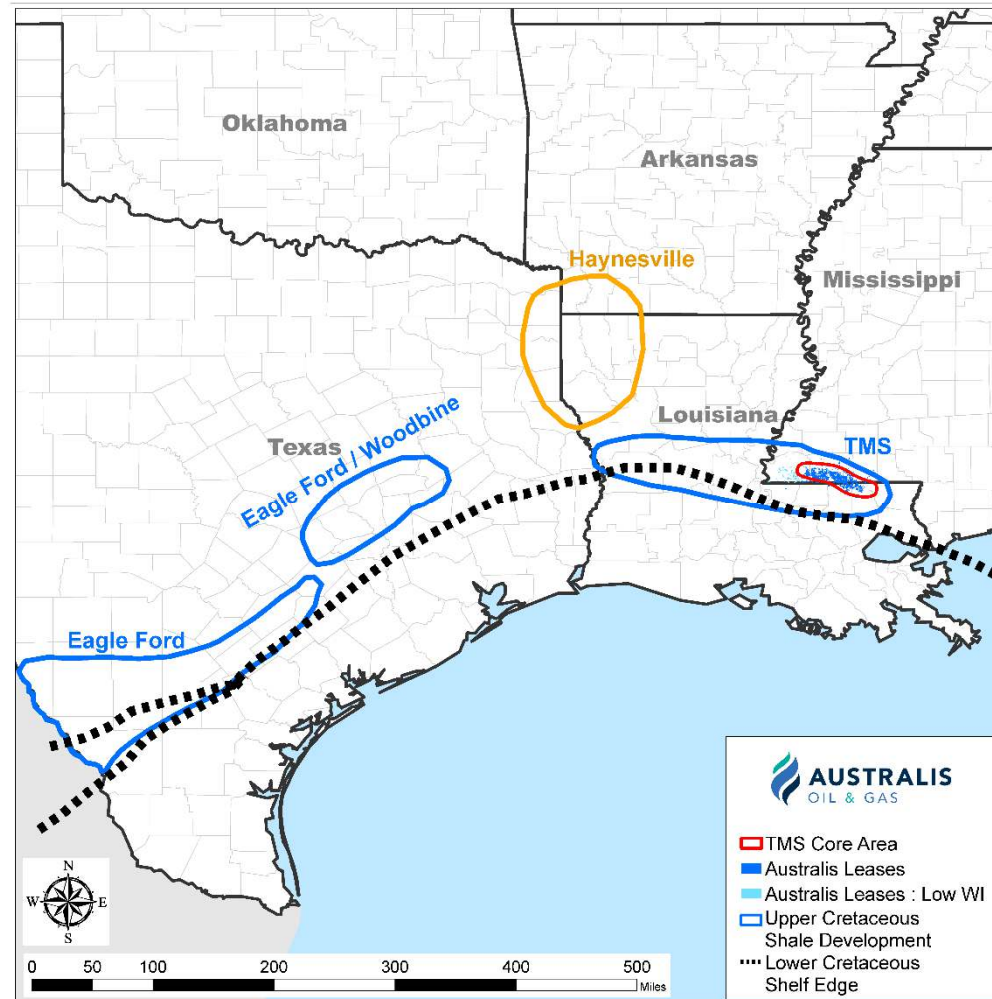 Oklahoma
Arkansas
Haynesville
Mississippi
Louisiana
TMS
Texas
Eagle Ford / Woodbine
Eagle Ford
AUSTRALIS
OIL & GAS
TMS Core Area
Australis Leases
Australis Leases : Low WI
Upper Cretaceous
Shale Development
Lower Cretaceous
Shelf Edge
N
W E
S
0 50 100 200 300 400 500
Miles